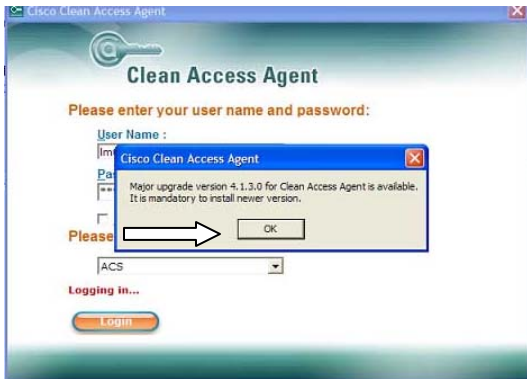 Cisco Clean Access Agent
Clean Access Agent
Please enter your user name and password:
User Name :
Cisco Clean Access Agent
Major upgrade version 4.1.3.0 for Clean Access Agent is available.
It is mandatory to install newer version.
OK
Please
ACS
Logging in...
Login